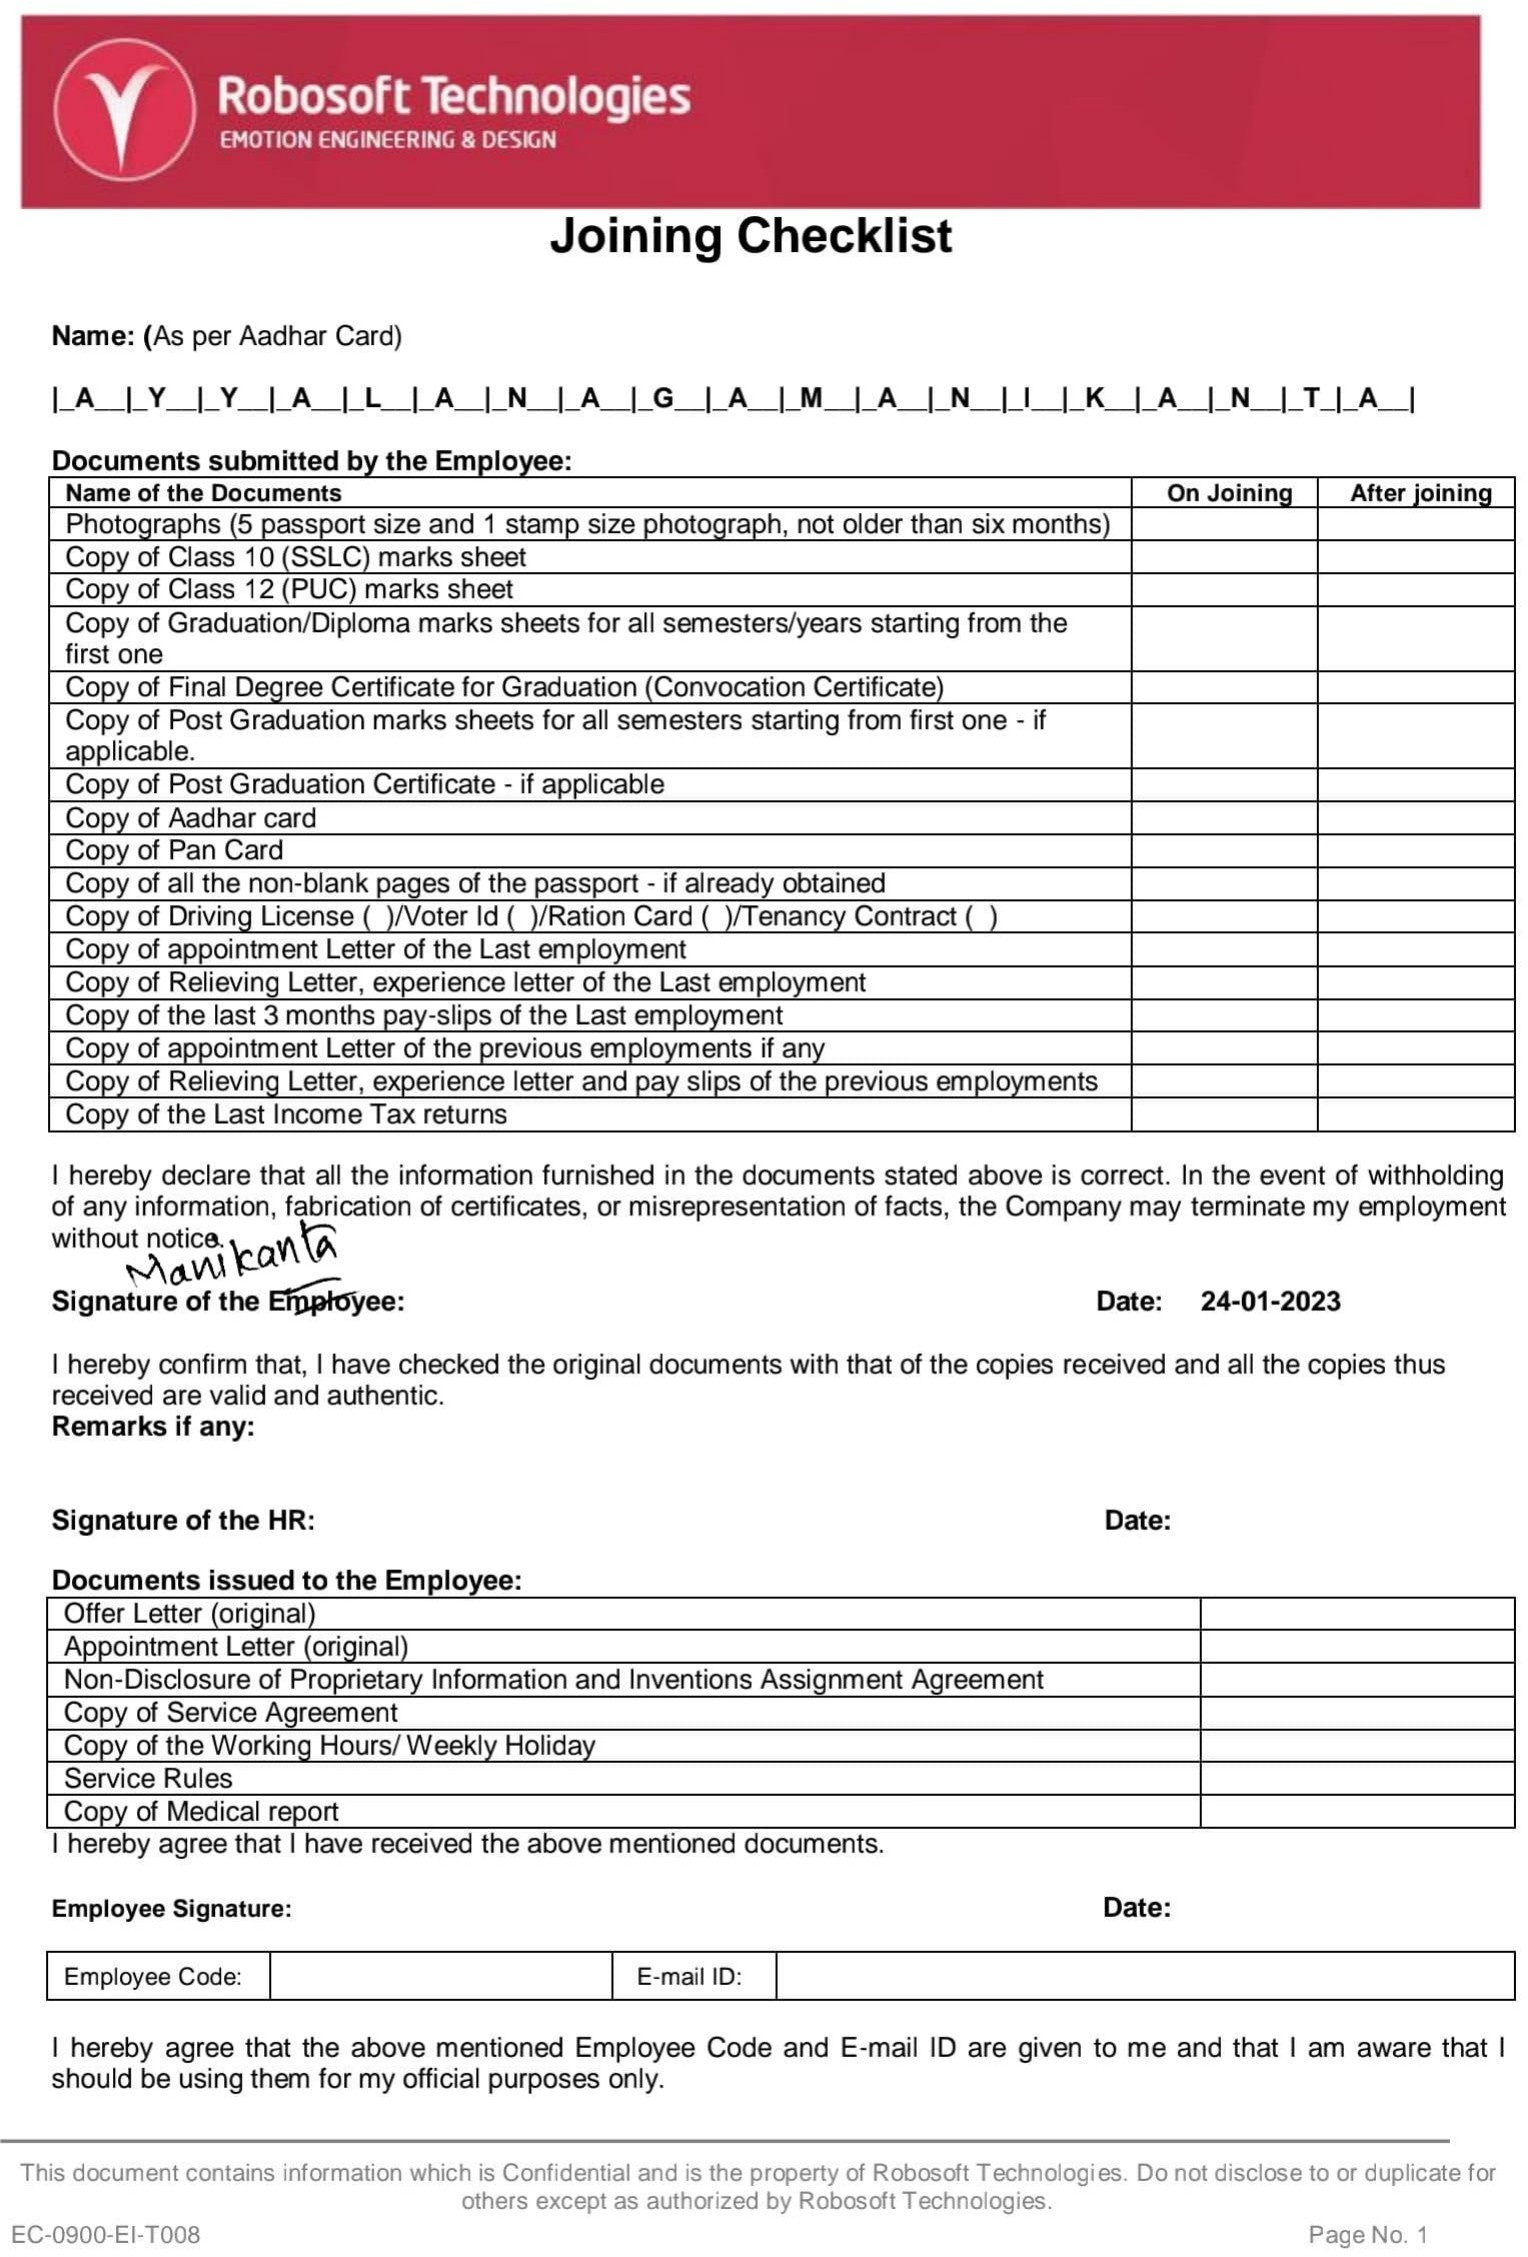 Robosoft Technologies
EMOTION ENGINEERING & DESIGN
Joining Checklist
Name: (As per Aadhar Card)
|_A__|_Y__|_Y__|_A__|_L__|_A__|_N__|_A__|_G__|_A__|_M__|_A__|_N__|_I__|_K__|_A__|_N__|_T_|_A__|
Documents submitted by the Employee:
Name of the Documents On Joining After joining
Photographs (5 passport size and 1 stamp size photograph, not older than six months)
Copy of Class 10 (SSLC) marks sheet
Copy of Class 12 (PUC) marks sheet
Copy of Graduation/Diploma marks sheets for all semesters/years starting from the
first one
Copy of Final Degree Certificate for Graduation (Convocation Certificate)
Copy of Post Graduation marks sheets for all semesters starting from first one - if
applicable.
Copy of Post Graduation Certificate - if applicable
Copy of Aadhar card
Copy of Pan Card
Copy of all the non-blank pages of the passport - if already obtained
Copy of Driving License ( )/Voter Id ( )/Ration Card ( )/Tenancy Contract ( )
Copy of appointment Letter of the Last employment
Copy of Relieving Letter, experience letter of the Last employment
Copy of the last 3 months pay-slips of the Last employment
Copy of appointment Letter of the previous employments if any
Copy of Relieving Letter, experience letter and pay slips of the previous employments
Copy of the Last Income Tax returns
I hereby declare that all the information furnished in the documents stated above is correct. In the event of withholding
of any information, fabrication of certificates, or misrepresentation of facts, the Company may terminate my employment
without notice.
Manikanta
Signature of the Employee: Date: 24-01-2023
I hereby confirm that, I have checked the original documents with that of the copies received and all the copies thus
received are valid and authentic.
Remarks if any:
Signature of the HR: Date:
Documents issued to the Employee:
Offer Letter (original)
Appointment Letter (original)
Non-Disclosure of Proprietary Information and Inventions Assignment Agreement
Copy of Service Agreement
Copy of the Working Hours/ Weekly Holiday
Service Rules
Copy of Medical report
I hereby agree that I have received the above mentioned documents.
Employee Signature: Date:
Employee Code: E-mail ID:
I hereby agree that the above mentioned Employee Code and E-mail ID are given to me and that I am aware that I
should be using them for my official purposes only.
This document contains information which is Confidential and is the property of Robosoft Technologies. Do not disclose to or duplicate for
others except as authorized by Robosoft Technologies.
EC-0900-EI-T008 Page No. 1